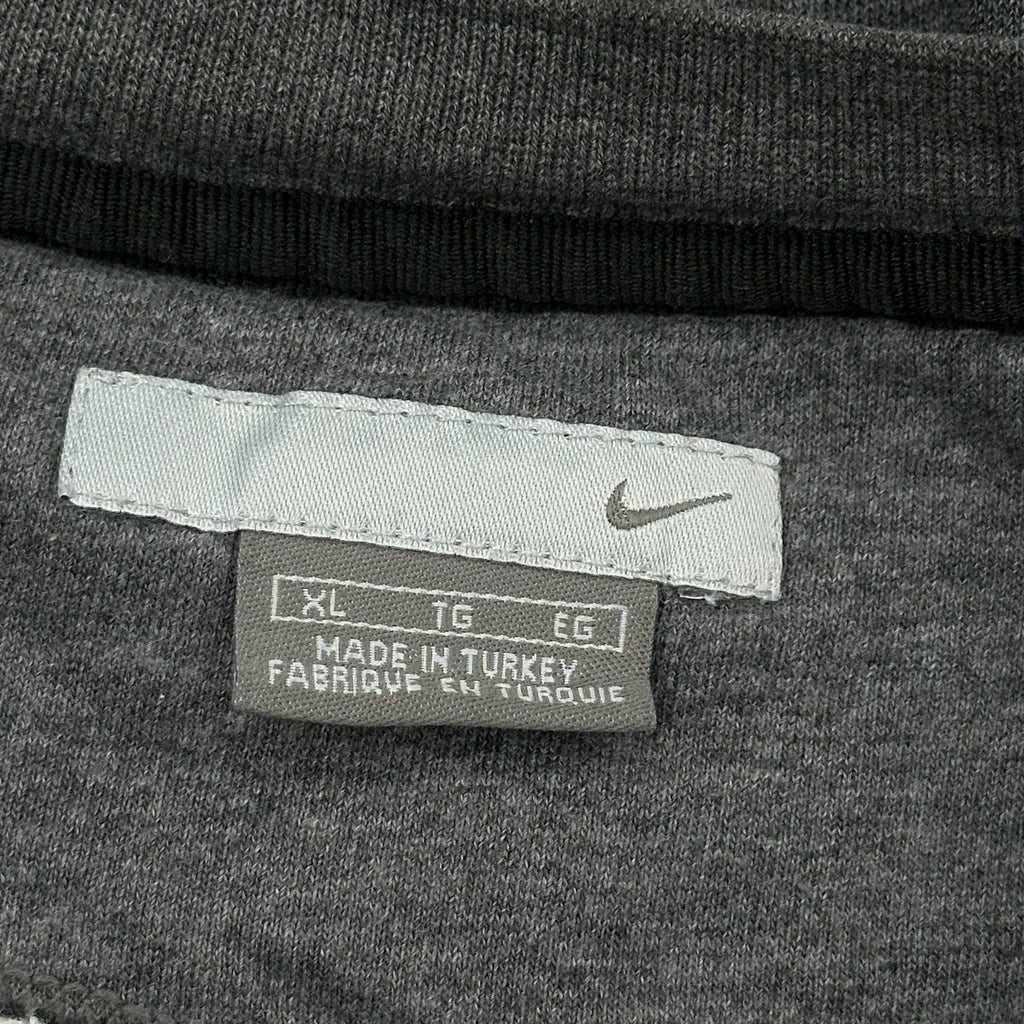 XL TG EG
MADE IN TURKEY
FABRIQUE EN TURQUIE